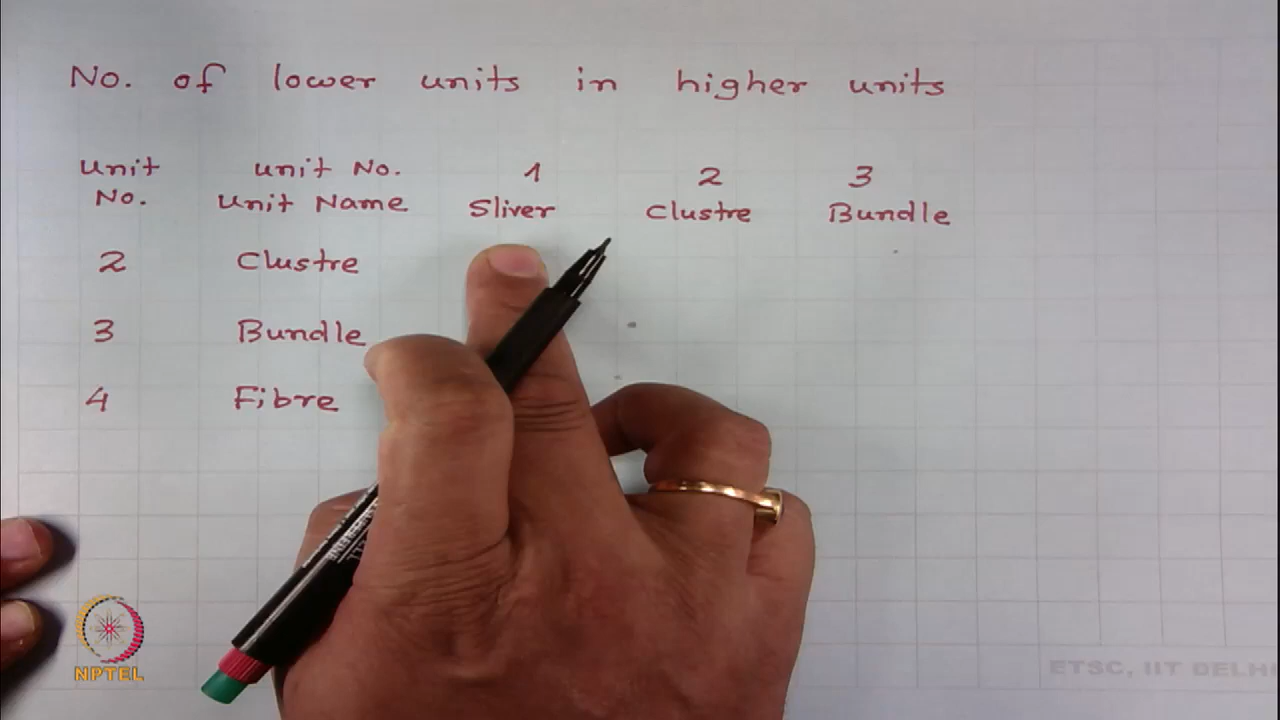 No. of lower units in higher units
Unit No. unit No. 1 2 3
Unit Name Sliver Clustre Bundle
2 Clustre
3 Bundle
4 Fibre
NPTEL
ETSC, IIT DELHI